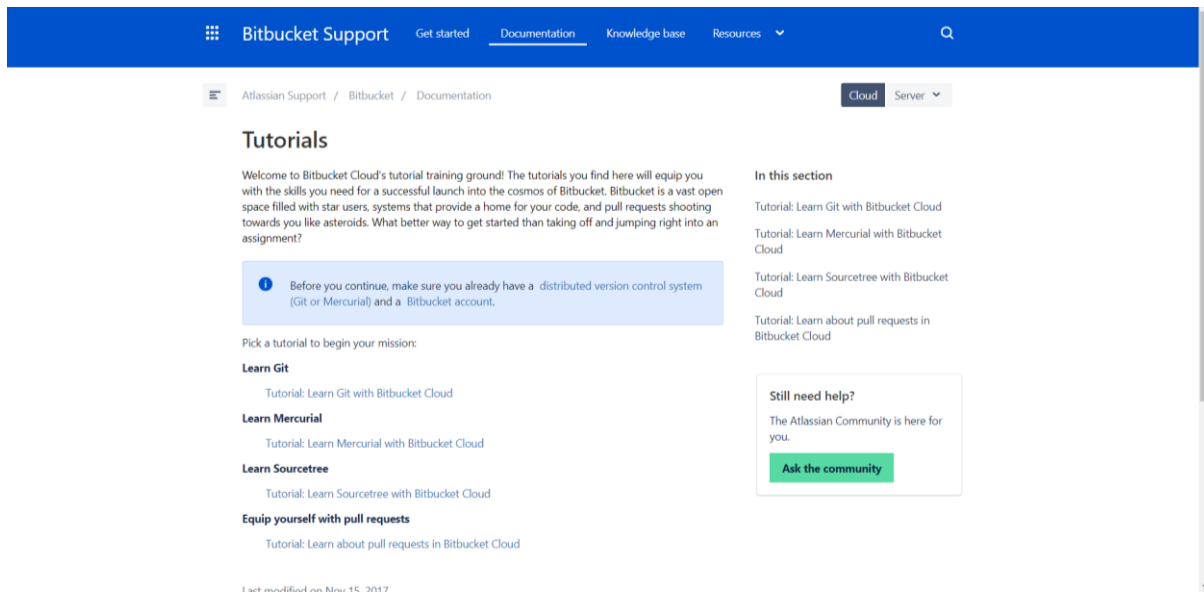 Bitbucket Support Get started Documentation Knowledge base Resources
Atlassian Support / Bitbucket / Documentation
Cloud Server
Tutorials
Welcome to Bitbucket Cloud's tutorial training ground! The tutorials you find here will equip you
with the skills you need for a successful launch into the cosmos of Bitbucket. Bitbucket is a vast open
space filled with star users, systems that provide a home for your code, and pull requests shooting
towards you like asteroids. What better way to get started than taking off and jumping right into an
assignment?
Before you continue, make sure you already have a distributed version control system
(Git or Mercurial) and a Bitbucket account.
Pick a tutorial to begin your mission:
Learn Git
Tutorial: Learn Git with Bitbucket Cloud
Learn Mercurial
Tutorial: Learn Mercurial with Bitbucket Cloud
Learn Sourcetree
Tutorial: Learn Sourcetree with Bitbucket Cloud
Equip yourself with pull requests
Tutorial: Learn about pull requests in Bitbucket Cloud
Last modified on Nov 15, 2017
In this section
Tutorial: Learn Git with Bitbucket Cloud
Tutorial: Learn Mercurial with Bitbucket
Cloud
Tutorial: Learn Sourcetree with Bitbucket
Cloud
Tutorial: Learn about pull requests in
Bitbucket Cloud
Still need help?
The Atlassian Community is here for
you.
Ask the community